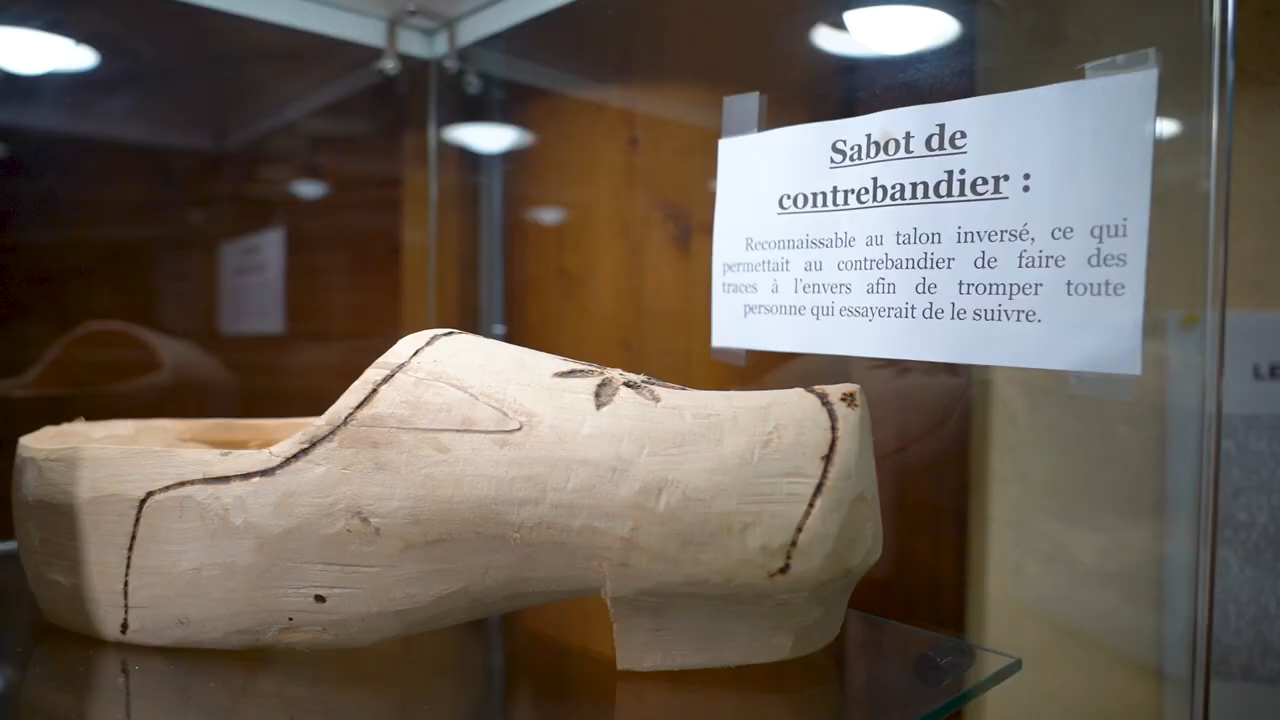 Sabot de
contrebandier :
Reconnaissable au talon inversé, ce qui
permettait au contrebandier de faire des
traces à l'envers afin de tromper toute
personne qui essayerait de le suivre.
LE